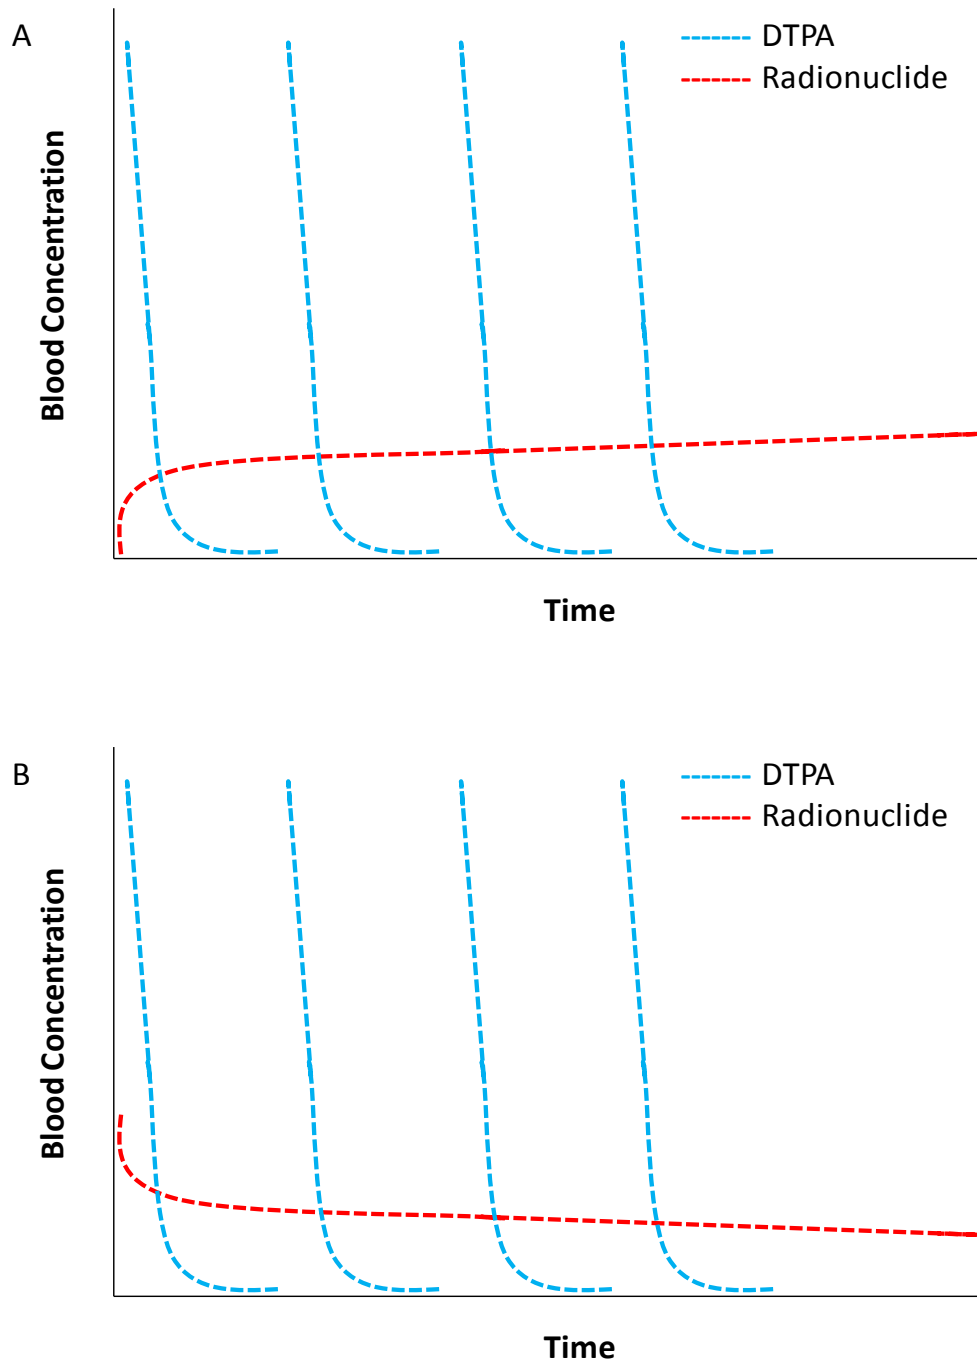 A
DTPA
Radionuclide
Blood Concentration
Time
B
DTPA
Radionuclide
Blood Concentration
Time